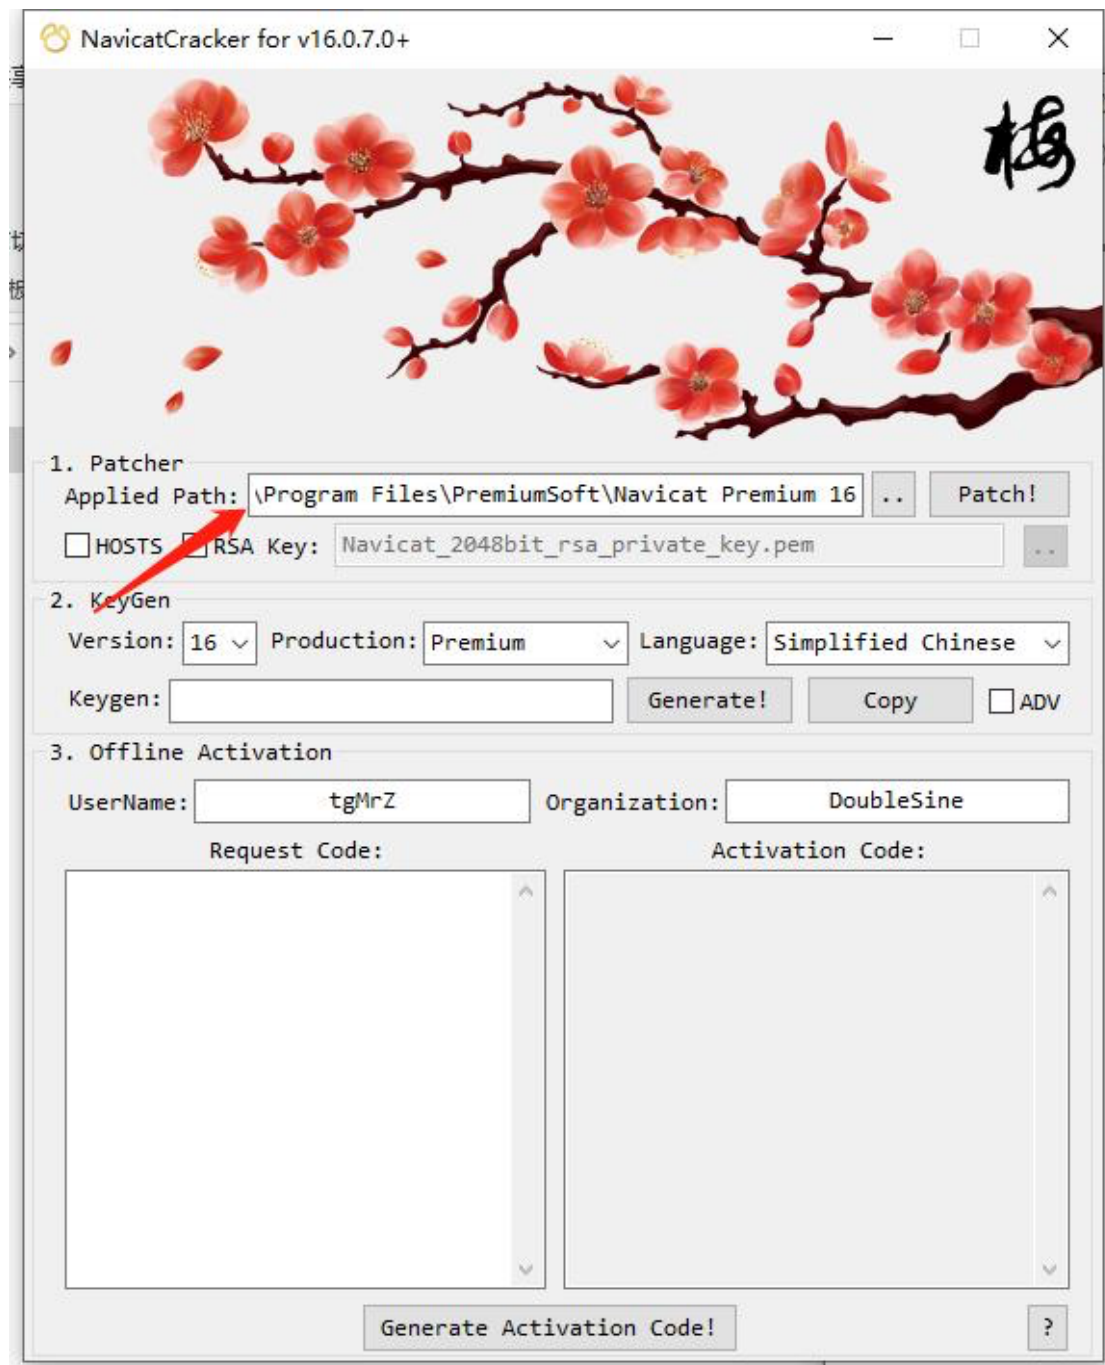 NavicatCracker for v16.0.7.0+
梅
1. Patcher
Applied Path: \Program Files\PremiumSoft\Navicat Premium 16 .. Patch!
HOSTS RSA Key: Navicat_2048bit_rsa_private_key.pem ..
2. KeyGen
Version: 16 Production: Premium Language: Simplified Chinese
Keygen: Generate! Copy ADV
3. Offline Activation
UserName: tgMrZ Organization: DoubleSine
Request Code: Activation Code:
Generate Activation Code! ?